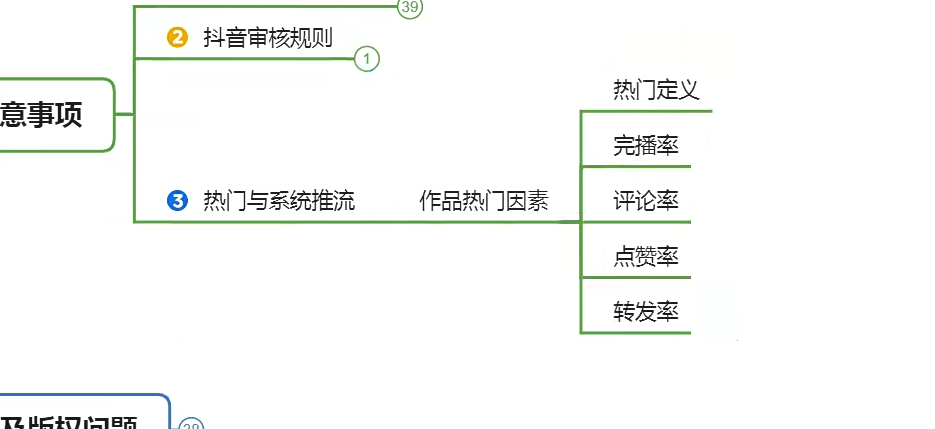 39
2 抖音审核规则
1
意事项
热门定义
完播率
3 热门与系统推流
作品热门因素
评论率
点赞率
转发率
及版权问题